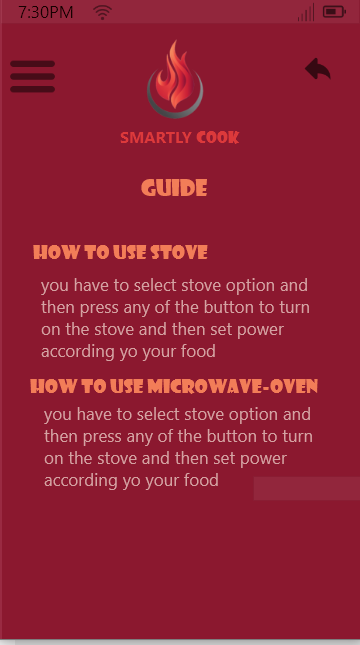 7:30PM
SMARTLY COOK
GUIDE
HOW TO USE STOVE
you have to select stove option and
then press any of the button to turn
on the stove and then set power
according yo your food
HOW TO USE MICROWAVE-OVEN
you have to select stove option and
then press any of the button to turn
on the stove and then set power
according yo your food